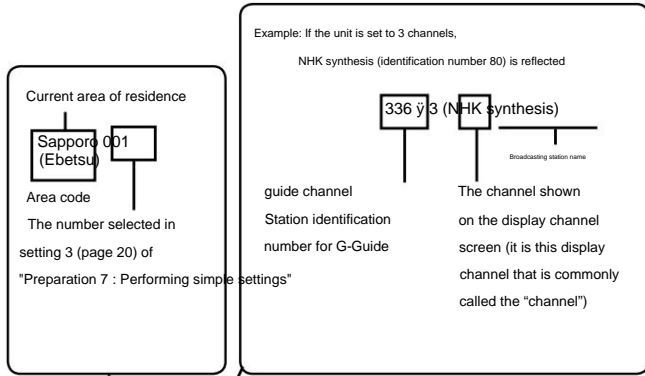 Current area of residence
Sapporo 001
(Ebetsu)
Area code
The number selected in
setting 3 (page 20) of
"Preparation 7 : Performing simple settings"
Example: If the unit is set to 3 channels,
NHK synthesis (identification number 80) is reflected
336 ÿ 3 (NHK synthesis)
Broadcasting station name
guide channel
Station identification
number for G-Guide
The channel shown
on the display channel
screen (it is this display
channel that is commonly
called the “channel”)